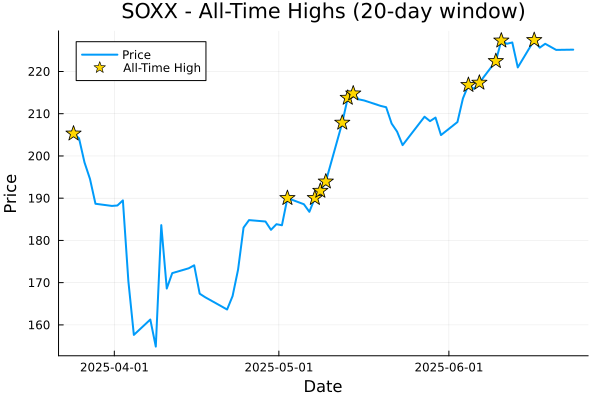 SOXX - All-Time Highs (20-day window)
Price
All-Time High
220
210
200
190
180
170
160
Price
2025-04-01
2025-05-01
2025-06-01
Date